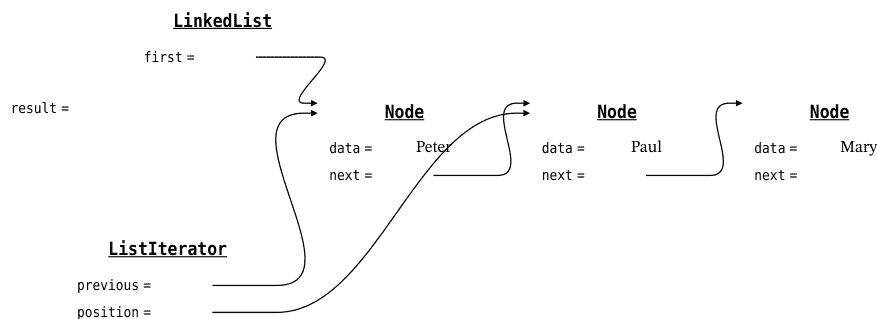 LinkedList
first =
result =
Node
data = Peter
next =
Node
data = Paul
next =
Node
data = Mary
next =
ListIterator
previous =
position =